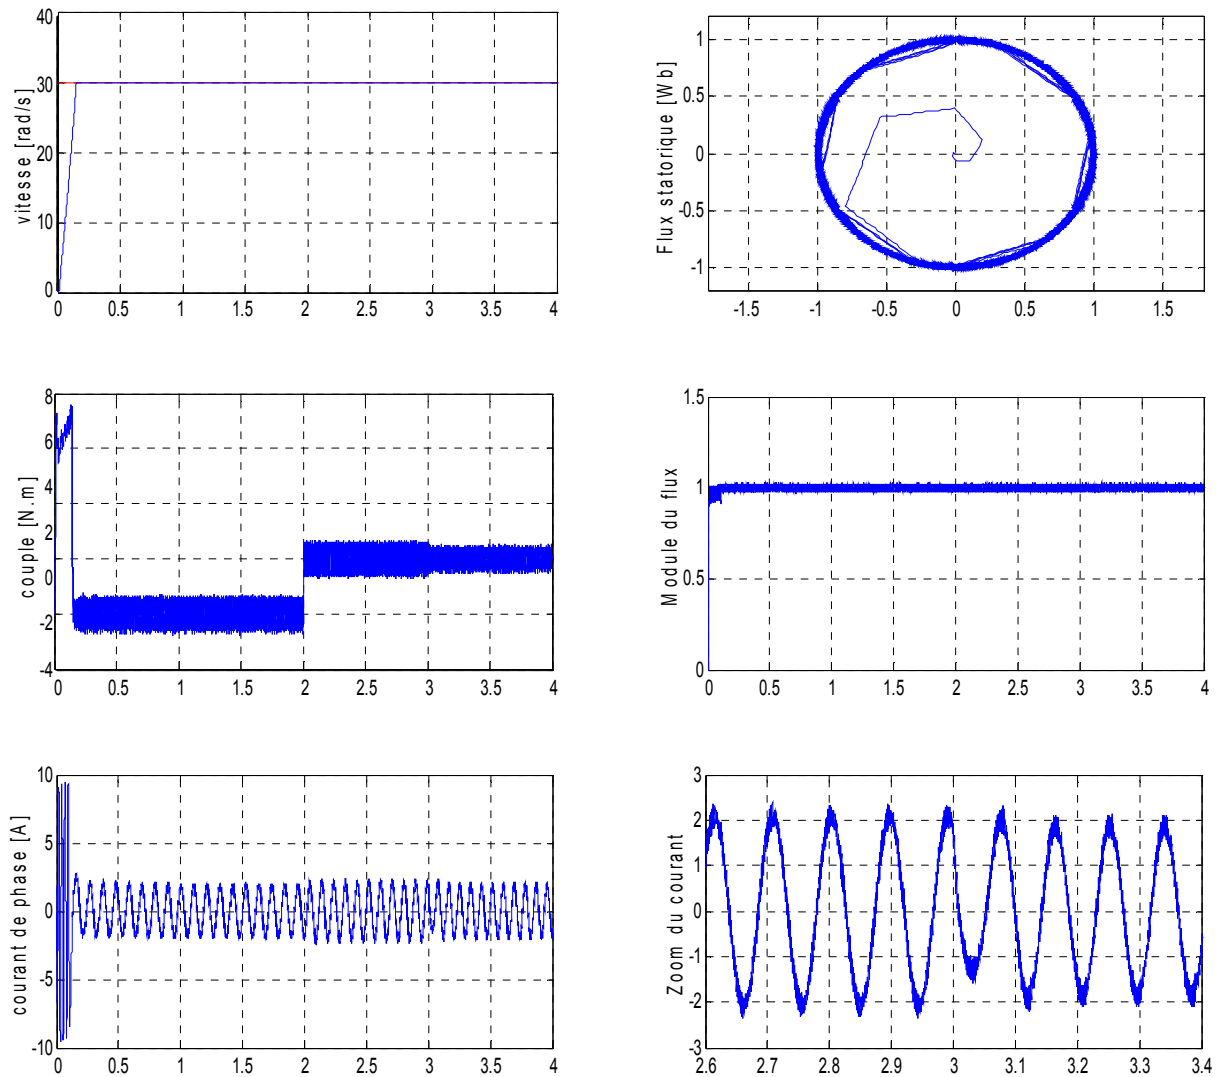 40
30
20
10
0
vitesse [rad/s]
0 0.5 1 1.5 2 2.5 3 3.5 4
1
0.5
0
-0.5
-1
Flux statorique [Wb]
-1.5 -1 -0.5 0 0.5 1 1.5
8
6
4
2
0
-2
-4
couple [N.m]
0 0.5 1 1.5 2 2.5 3 3.5 4
1.5
1
0.5
0
Module du flux
0 0.5 1 1.5 2 2.5 3 3.5 4
10
5
0
-5
-10
courant de phase [A]
0 0.5 1 1.5 2 2.5 3 3.5 4
3
2
1
0
-1
-2
-3
Zoom du courant
2.6 2.7 2.8 2.9 3 3.1 3.2 3.3 3.4